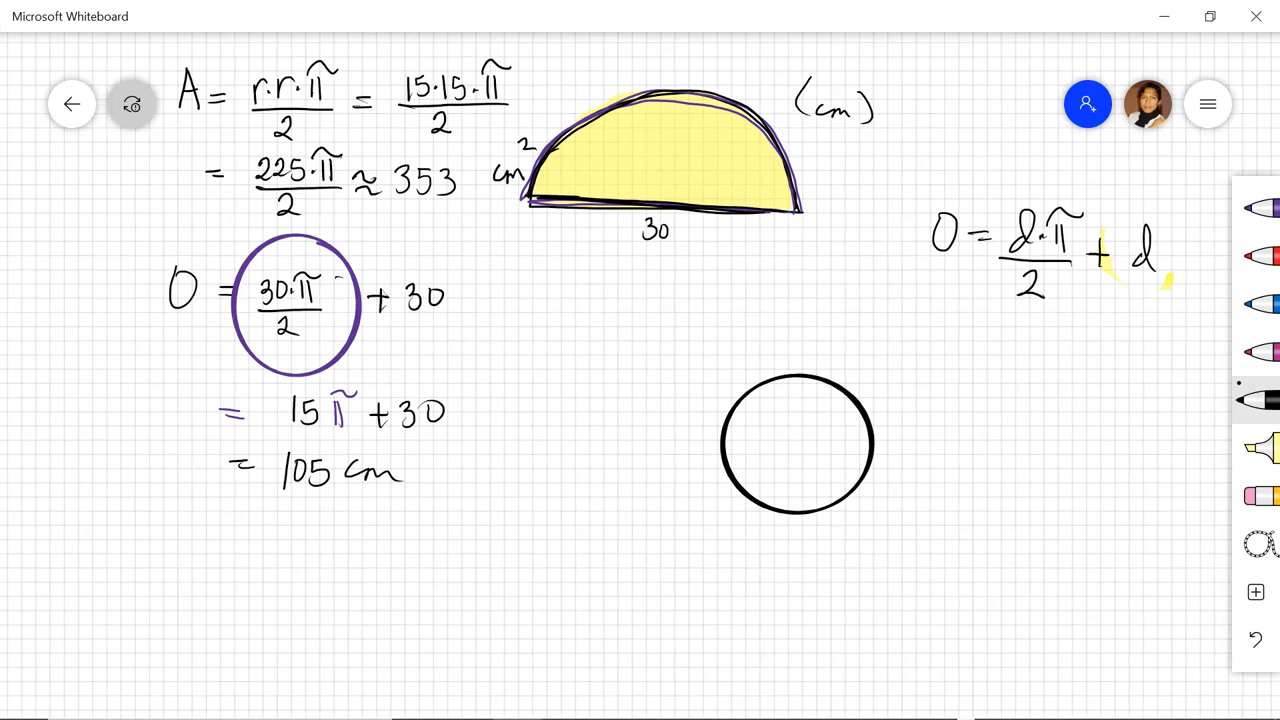 Microsoft Whiteboard
A = r·r·π/2 = 15·15·π/2
= 225·π/2 ≈ 353 cm²
(cm)
30
O = d·π/2 + d
O = 30·π/2 + 30
= 15π + 30
= 105 cm